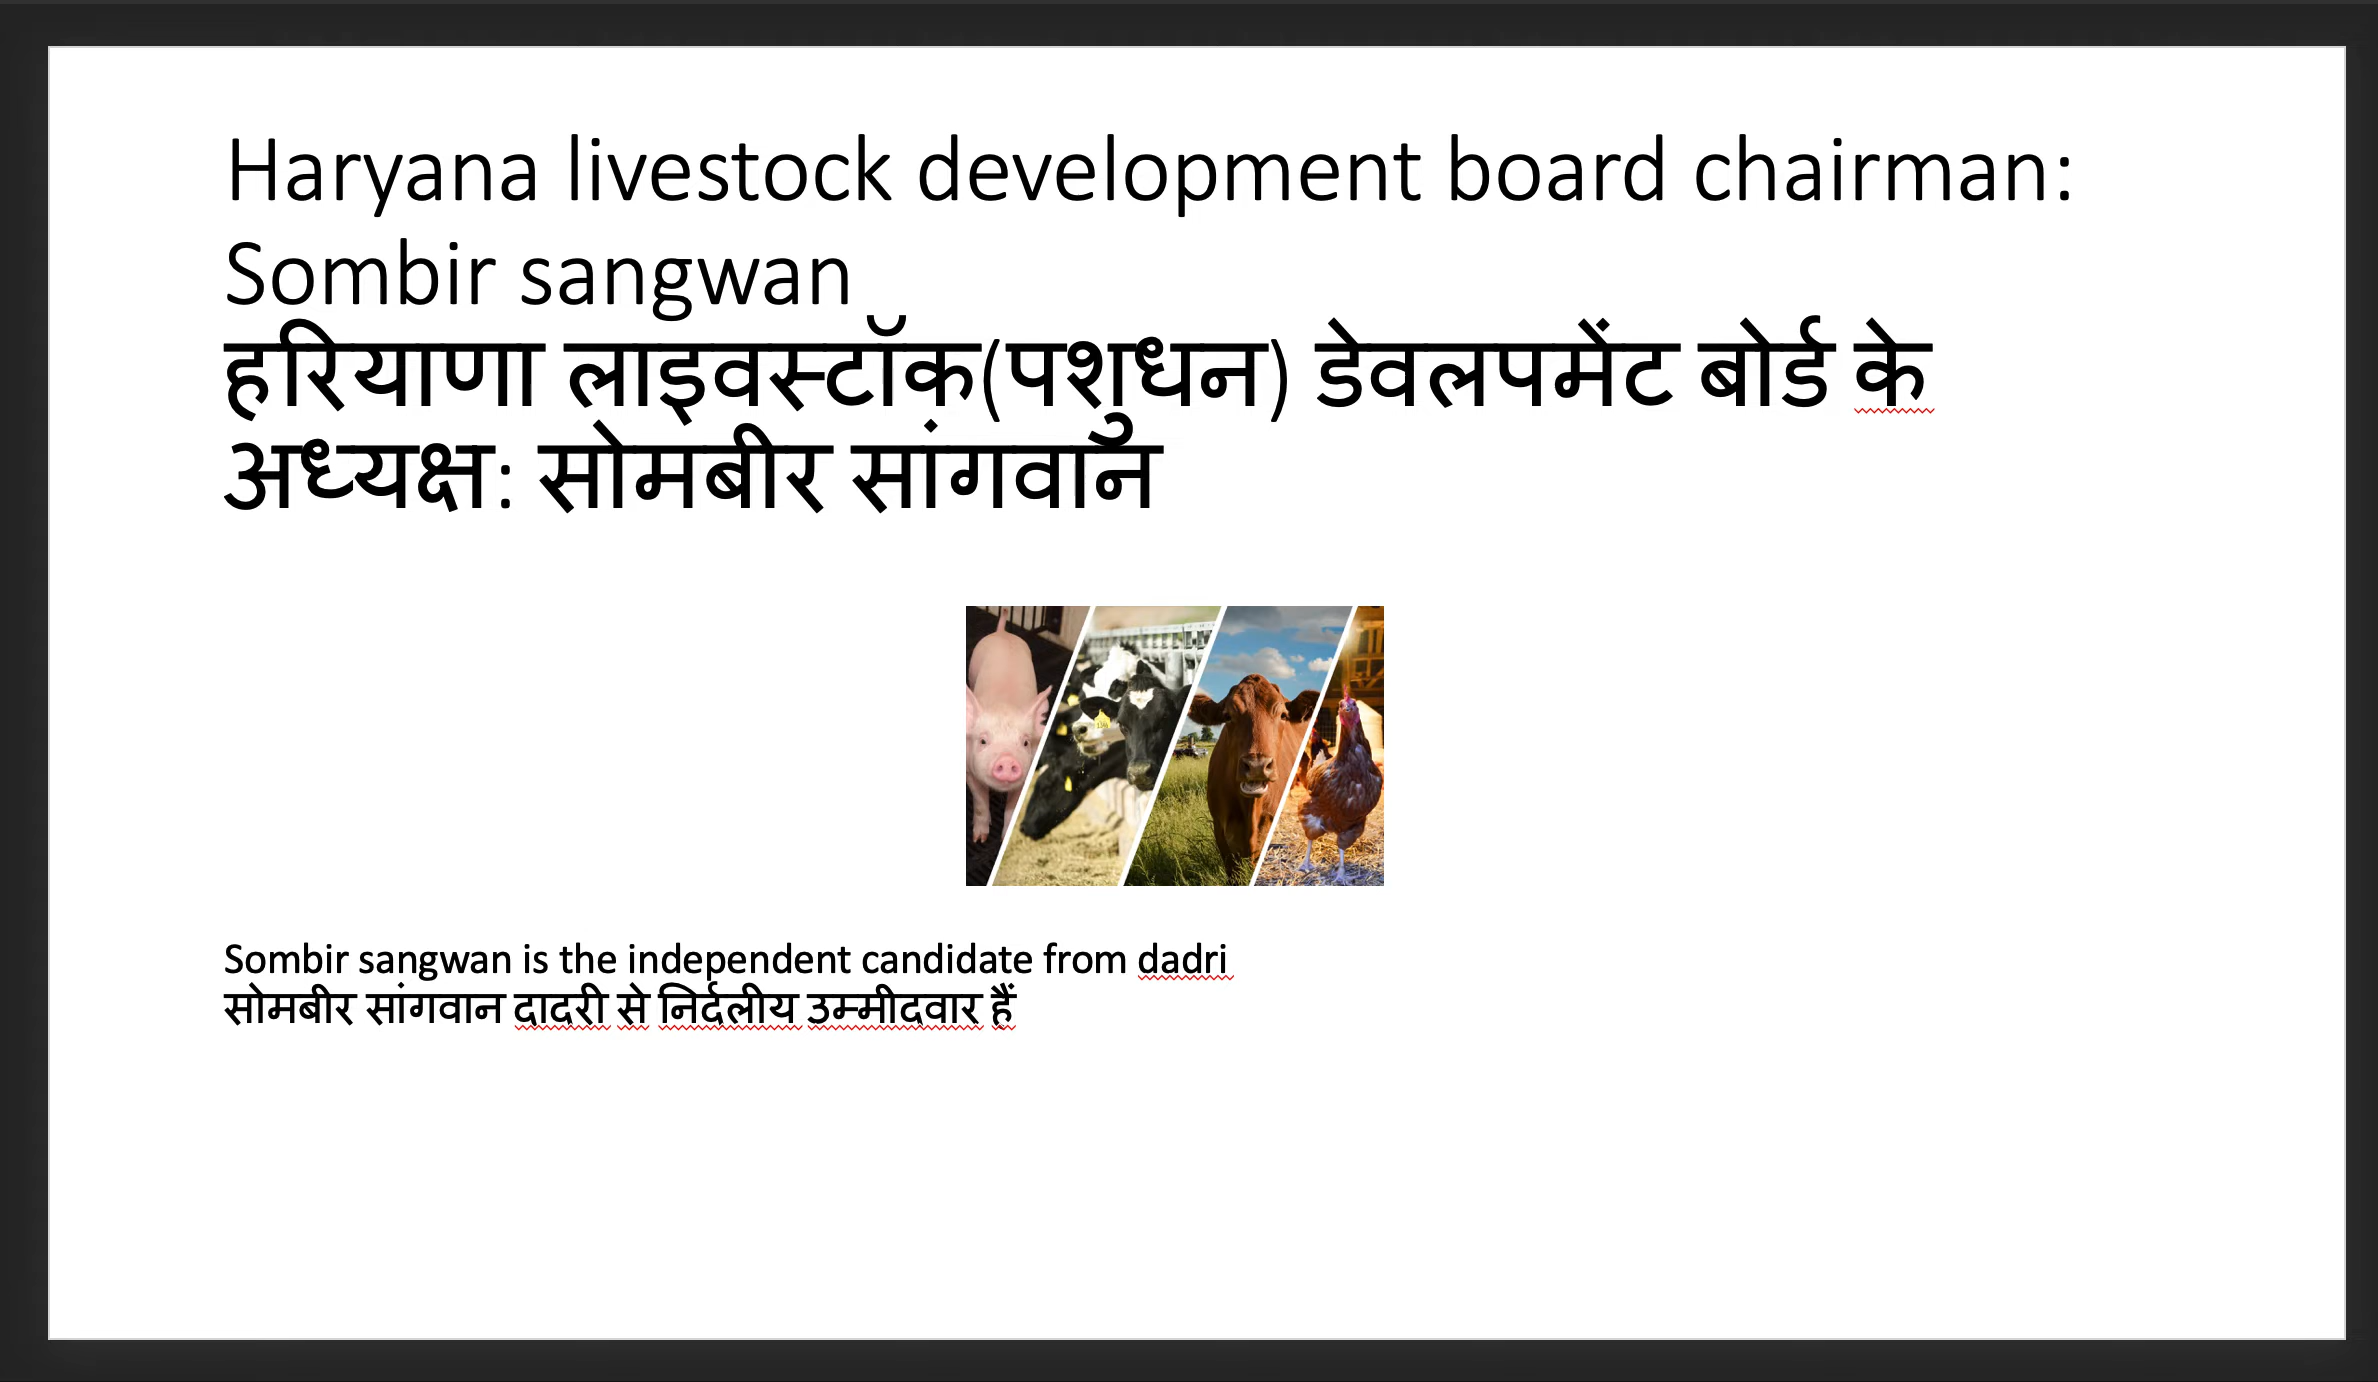 Haryana livestock development board chairman:
Sombir sangwan
हरियाणा लाइवस्टॉक(पशुधन) डेवलपमेंट बोर्ड के
अध्यक्ष: सोमबीर सांगवान
Sombir sangwan is the independent candidate from dadri
सोमबीर सांगवान दादरी से निर्दलीय उम्मीदवार हैं